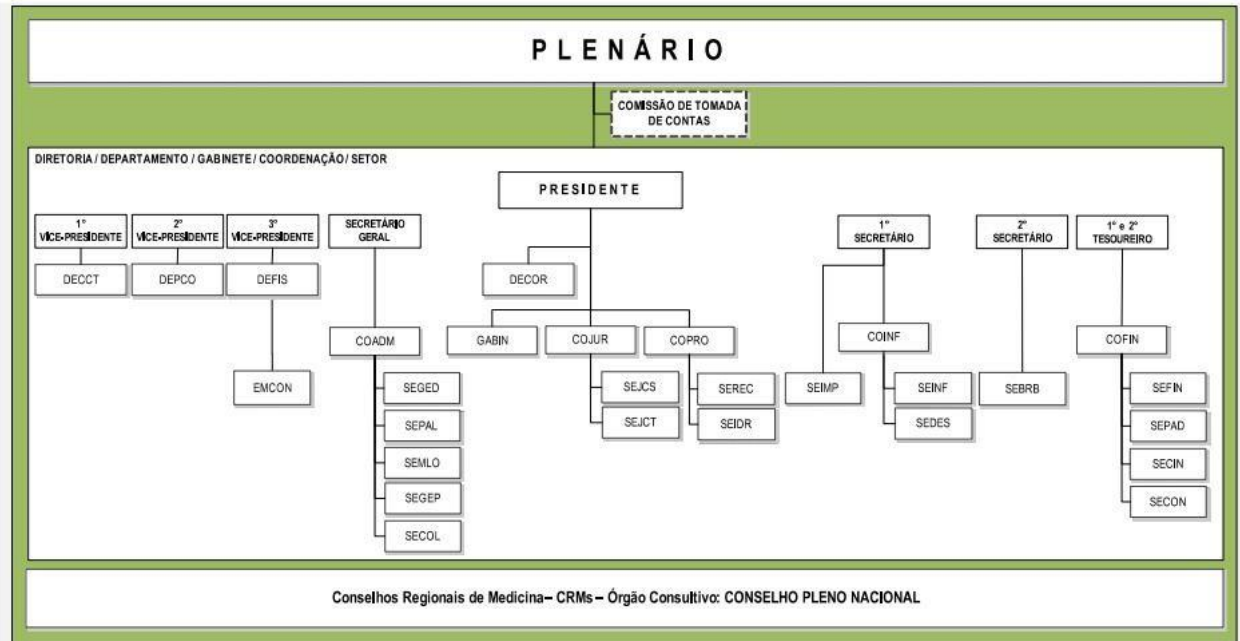 PLENÁRIO
COMISSÃO DE TOMADA
DE CONTAS
DIRETORIA / DEPARTAMENTO / GABINETE / COORDENAÇÃO / SETOR
PRESIDENTE
1º
VICE-PRESIDENTE
2º
VICE-PRESIDENTE
3º
VICE-PRESIDENTE
SECRETÁRIO
GERAL
1º
SECRETÁRIO
2º
SECRETÁRIO
1º e 2º
TESOUREIRO
DECCT
DEPCO
DEFIS
DECOR
COADM
GABIN
COJUR
COPRO
COINF
COFIN
EMCON
SEGED
SEJCS
SEREC
SEIMP
SEINF
SEBRB
SEFIN
SEPAL
SEJCT
SEIDR
SEDES
SEPAD
SEMLO
SECIN
SEGEP
SECON
SECOL
Conselhos Regionais de Medicina– CRMs – Órgão Consultivo: CONSELHO PLENO NACIONAL